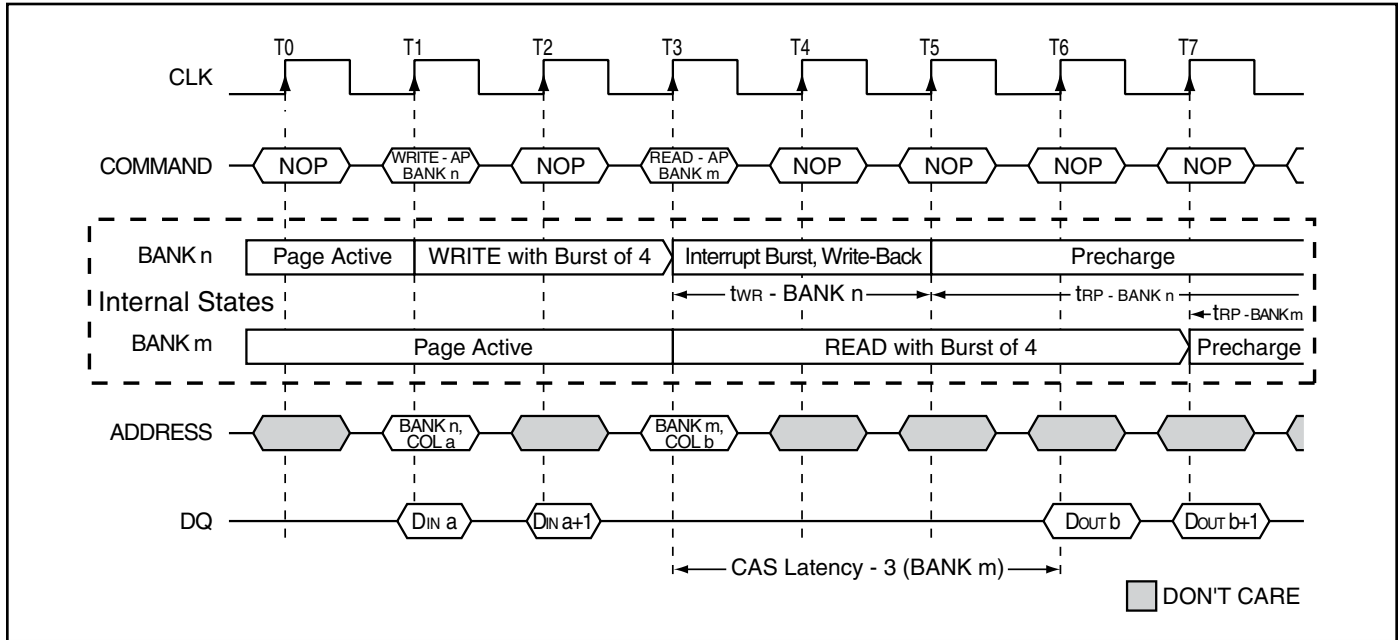 T0 T1 T2 T3 T4 T5 T6 T7
CLK
COMMAND NOP WRITE - AP BANK n NOP READ - AP BANK m NOP NOP NOP NOP
BANK n Page Active WRITE with Burst of 4 Interrupt Burst, Write-Back Precharge
Internal States tWR - BANK n tRP - BANK n
tRP - BANK m
BANK m Page Active READ with Burst of 4 Precharge
ADDRESS BANK n, COL a BANK m, COL b
DQ DIN a DIN a+1 DOUT b DOUT b+1
CAS Latency - 3 (BANK m)
DON'T CARE